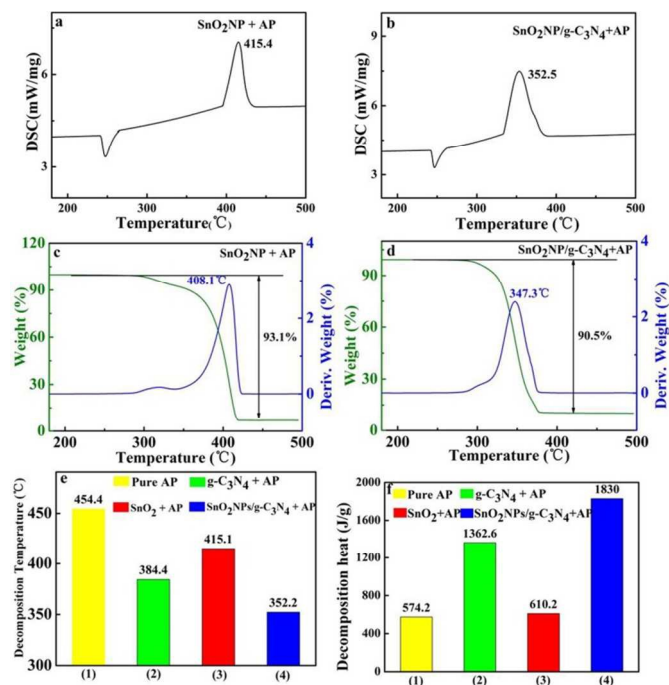 a
SnO₂NP + AP
415.4
DSC(mW/mg)
9
6
3
200 300 400 500
Temperature(℃)
b
SnO₂NP/g-C₃N₄+AP
352.5
DSC(mW/mg)
9
6
3
200 300 400 500
Temperature (℃)
c
SnO₂NP + AP
408.1℃
93.1%
Weight (%)
120
90
60
30
0
Deriv. Weight (%)
4
3
2
1
0
200 300 400 500
Temperature (℃)
d
SnO₂NP/g-C₃N₄+AP
347.3℃
90.5%
Weight (%)
90
60
30
0
Deriv. Weight (%)
4
3
2
1
0
200 300 400 500
Temperature (℃)
e
Pure AP
g-C₃N₄ + AP
SnO₂ + AP
SnO₂NPs/g-C₃N₄ + AP
454.4
384.4
415.1
352.2
Decomposition Temperature (℃)
450
400
350
300
(1) (2) (3) (4)
f
Pure AP
g-C₃N₄ + AP
SnO₂+AP
SnO₂NPs/g-C₃N₄+AP
574.2
1362.6
610.2
1830
Decomposition heat (J/g)
2000
1600
1200
800
400
0
(1) (2) (3) (4)